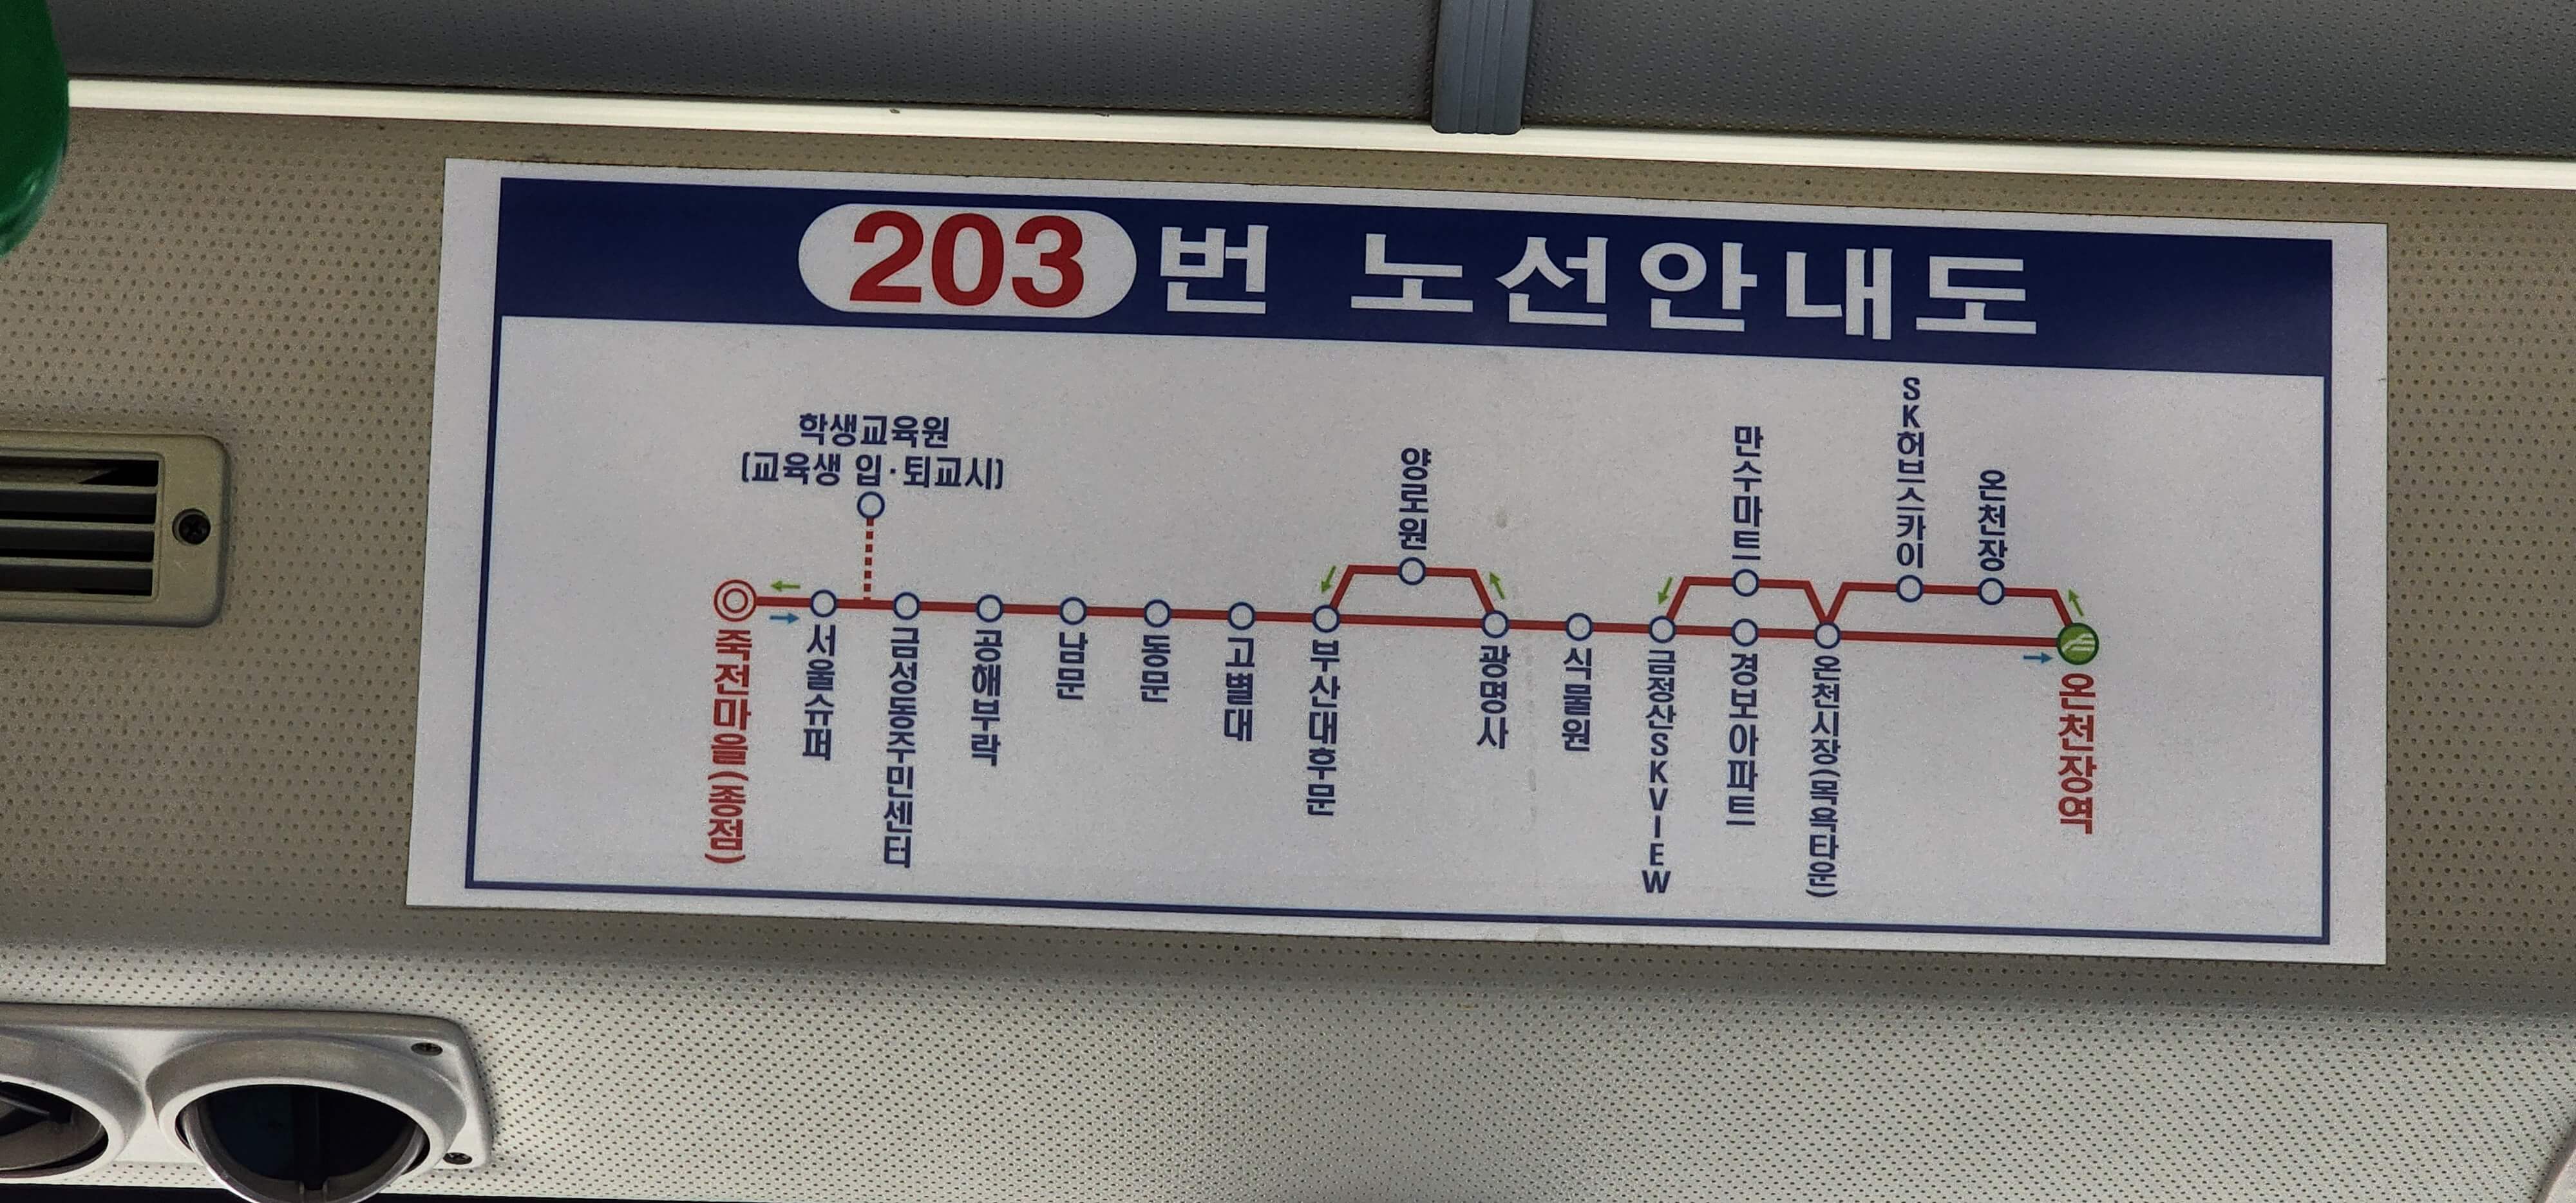 203번 노선안내도
학생교육원
(교육생 입·퇴교시)
양로원
만수마트
SK허브스카이
온천장
죽전마을(종점)
서울슈퍼
금성동주민센터
공해부락
남문
동문
고별대
부산대후문
광명사
식물원
금정산SKVIEW
경보아파트
온천시장(목욕타운)
온천장역